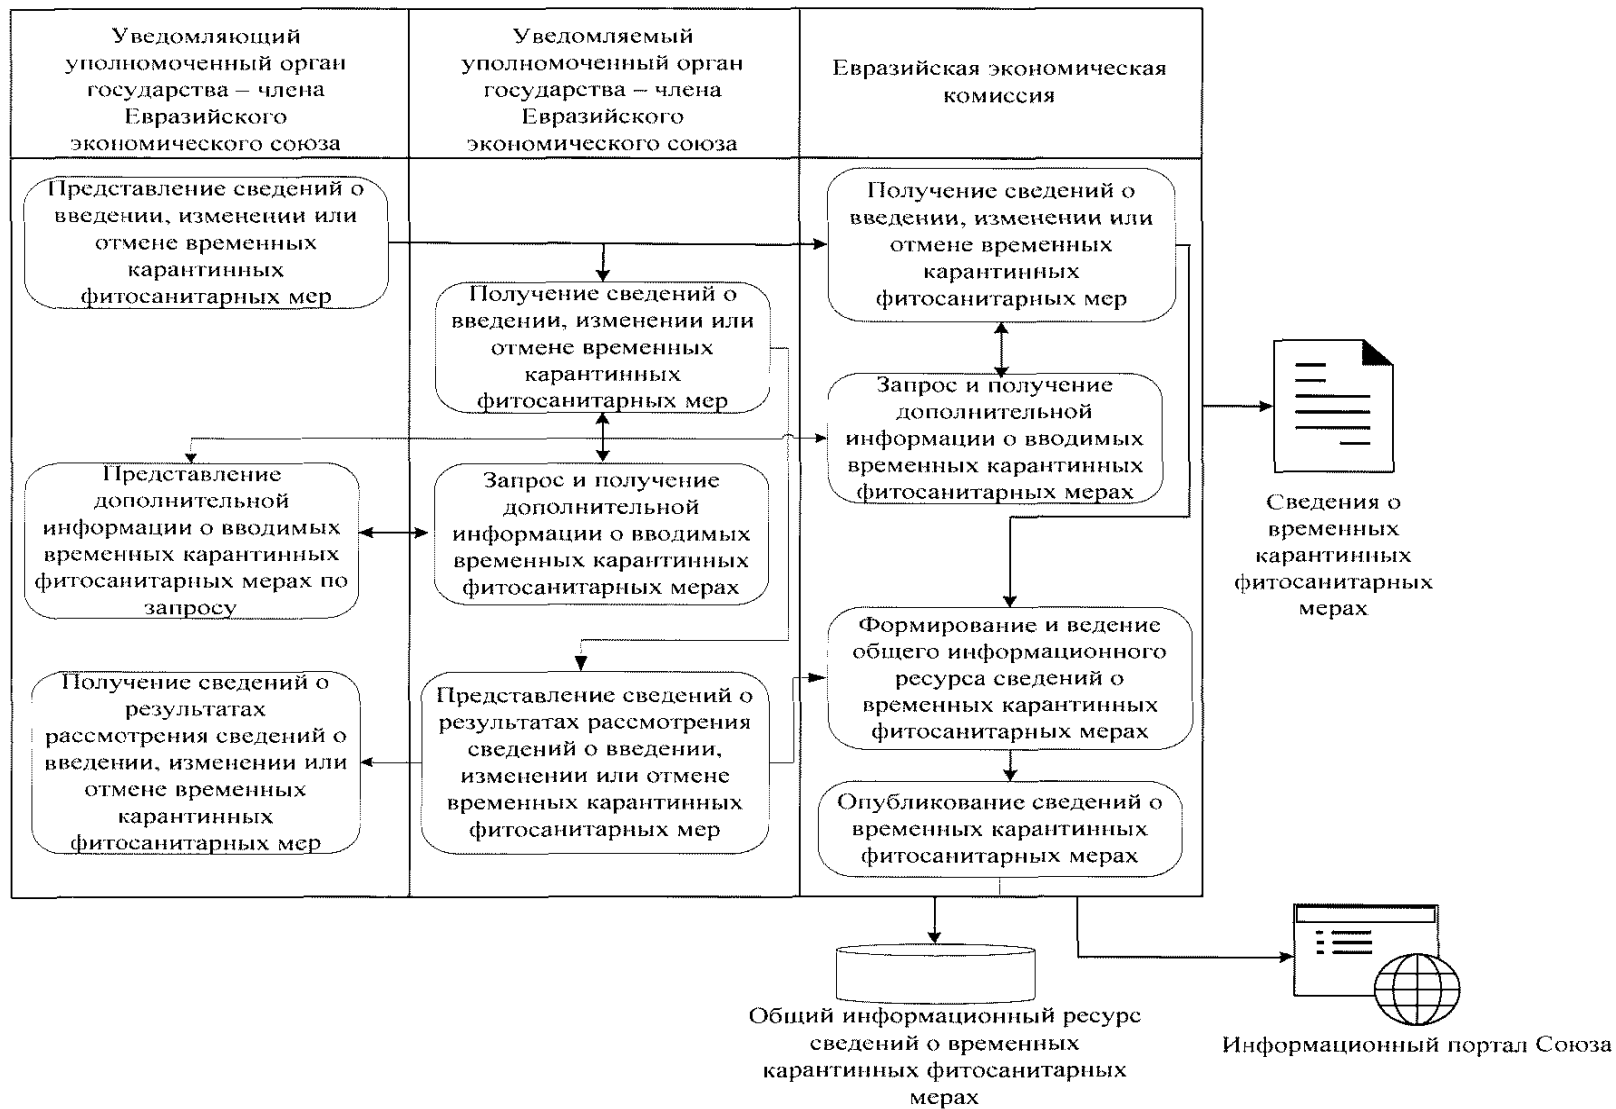 Уведомляющий
уполномоченный орган
государства – члена
Евразийского
экономического союза
Уведомляемый
уполномоченный орган
государства – члена
Евразийского
экономического союза
Евразийская экономическая
комиссия
Представление сведений о
введении, изменении или
отмене временных
карантинных
фитосанитарных мер
Получение сведений о
введении, изменении или
отмене временных
карантинных
фитосанитарных мер
Получение сведений о
введении, изменении или
отмене временных
карантинных
фитосанитарных мер
Запрос и получение
дополнительной
информации о вводимых
временных карантинных
фитосанитарных мерах
Представление
дополнительной
информации о вводимых
временных карантинных
фитосанитарных мерах по
запросу
Запрос и получение
дополнительной
информации о вводимых
временных карантинных
фитосанитарных мерах
Сведения о
временных
карантинных
фитосанитарных
мерах
Формирование и ведение
общего информационного
ресурса сведений о
временных карантинных
фитосанитарных мерах
Получение сведений о
результатах
рассмотрения сведений о
введении, изменении или
отмене временных
карантинных
фитосанитарных мер
Представление сведений о
результатах рассмотрения
сведений о введении,
изменении или отмене
временных карантинных
фитосанитарных мер
Опубликование сведений о
временных карантинных
фитосанитарных мерах
Общий информационный ресурс
сведений о временных
карантинных фитосанитарных
мерах
Информационный портал Союза